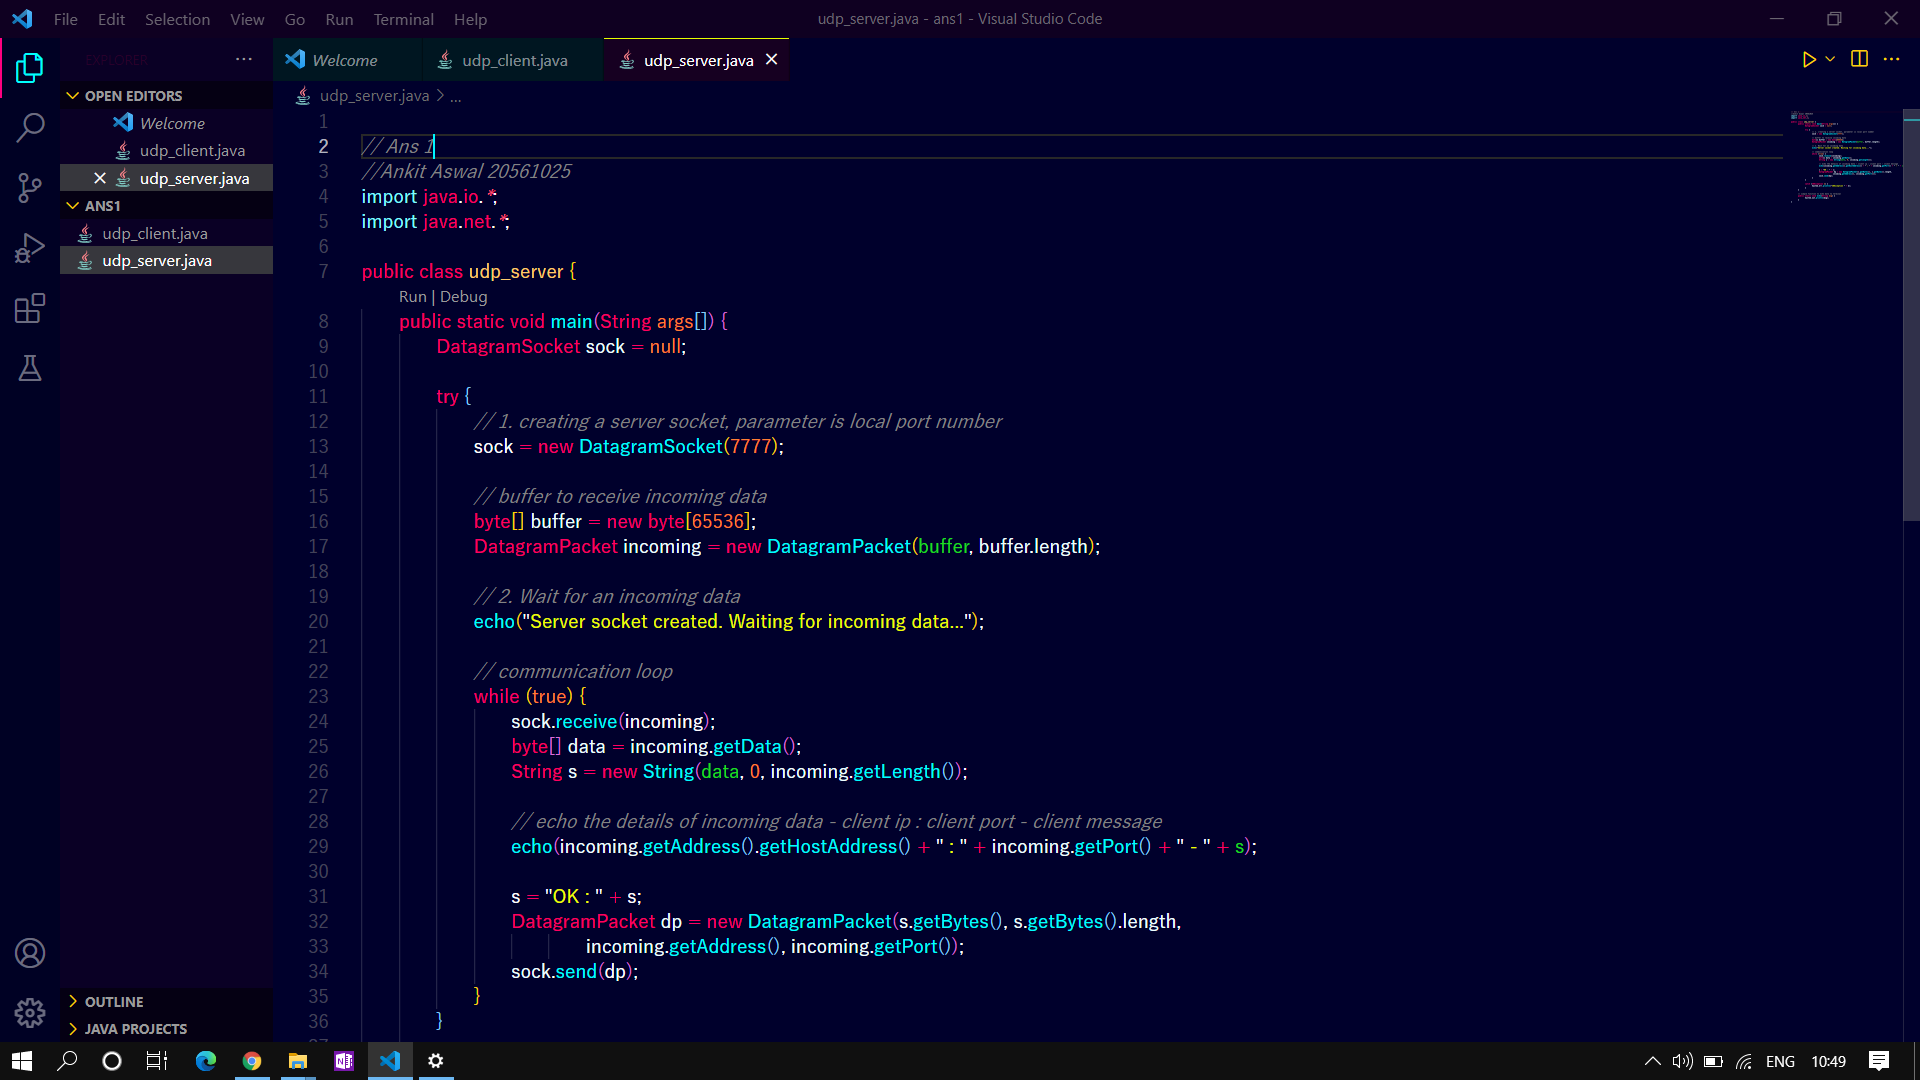 File Edit Selection View Go Run Terminal Help
udp_server.java - ans1 - Visual Studio Code
EXPLORER
Welcome
udp_client.java
udp_server.java
OPEN EDITORS
Welcome
udp_client.java
udp_server.java
ANS1
udp_client.java
udp_server.java
OUTLINE
JAVA PROJECTS
udp_server.java > ...
1
2 // Ans 1
3 //Ankit Aswal 20561025
4 import java.io.*;
5 import java.net.*;
6
7 public class udp_server {
Run | Debug
8 public static void main(String args[]) {
9 DatagramSocket sock = null;
10
11 try {
12 // 1. creating a server socket, parameter is local port number
13 sock = new DatagramSocket(7777);
14
15 // buffer to receive incoming data
16 byte[] buffer = new byte[65536];
17 DatagramPacket incoming = new DatagramPacket(buffer, buffer.length);
18
19 // 2. Wait for an incoming data
20 echo("Server socket created. Waiting for incoming data...");
21
22 // communication loop
23 while (true) {
24 sock.receive(incoming);
25 byte[] data = incoming.getData();
26 String s = new String(data, 0, incoming.getLength());
27
28 // echo the details of incoming data - client ip : client port - client message
29 echo(incoming.getAddress().getHostAddress() + " : " + incoming.getPort() + " - " + s);
30
31 s = "OK : " + s;
32 DatagramPacket dp = new DatagramPacket(s.getBytes(), s.getBytes().length,
33 incoming.getAddress(), incoming.getPort());
34 sock.send(dp);
35 }
36 }
ENG 10:49